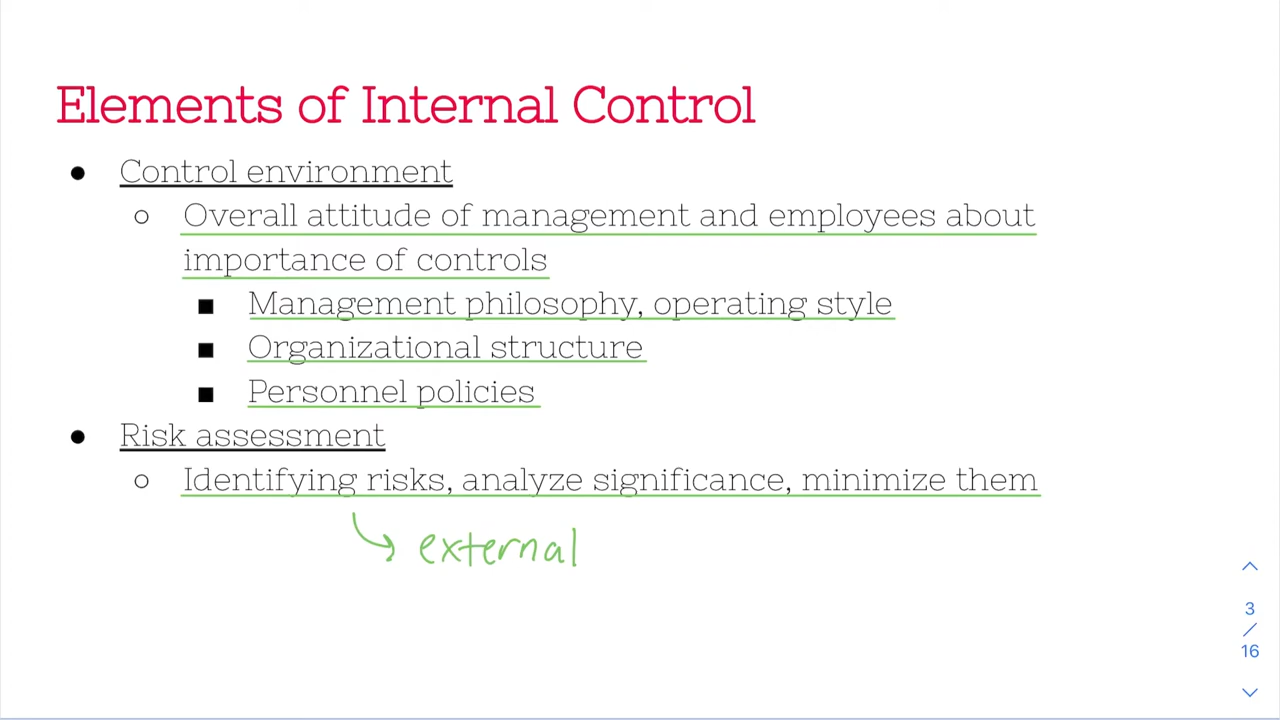 Elements of Internal Control
● Control environment
○ Overall attitude of management and employees about
importance of controls
■ Management philosophy, operating style
■ Organizational structure
■ Personnel policies
● Risk assessment
○ Identifying risks, analyze significance, minimize them
external
3
/
16